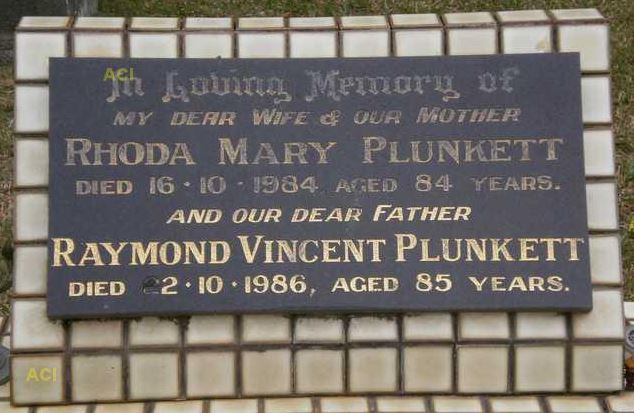 ACI
In Loving Memory of
MY DEAR WIFE & OUR MOTHER
RHODA MARY PLUNKETT
DIED 16·10·1984 AGED 84 YEARS.
AND OUR DEAR FATHER
RAYMOND VINCENT PLUNKETT
DIED 22·10·1986, AGED 85 YEARS.
ACI